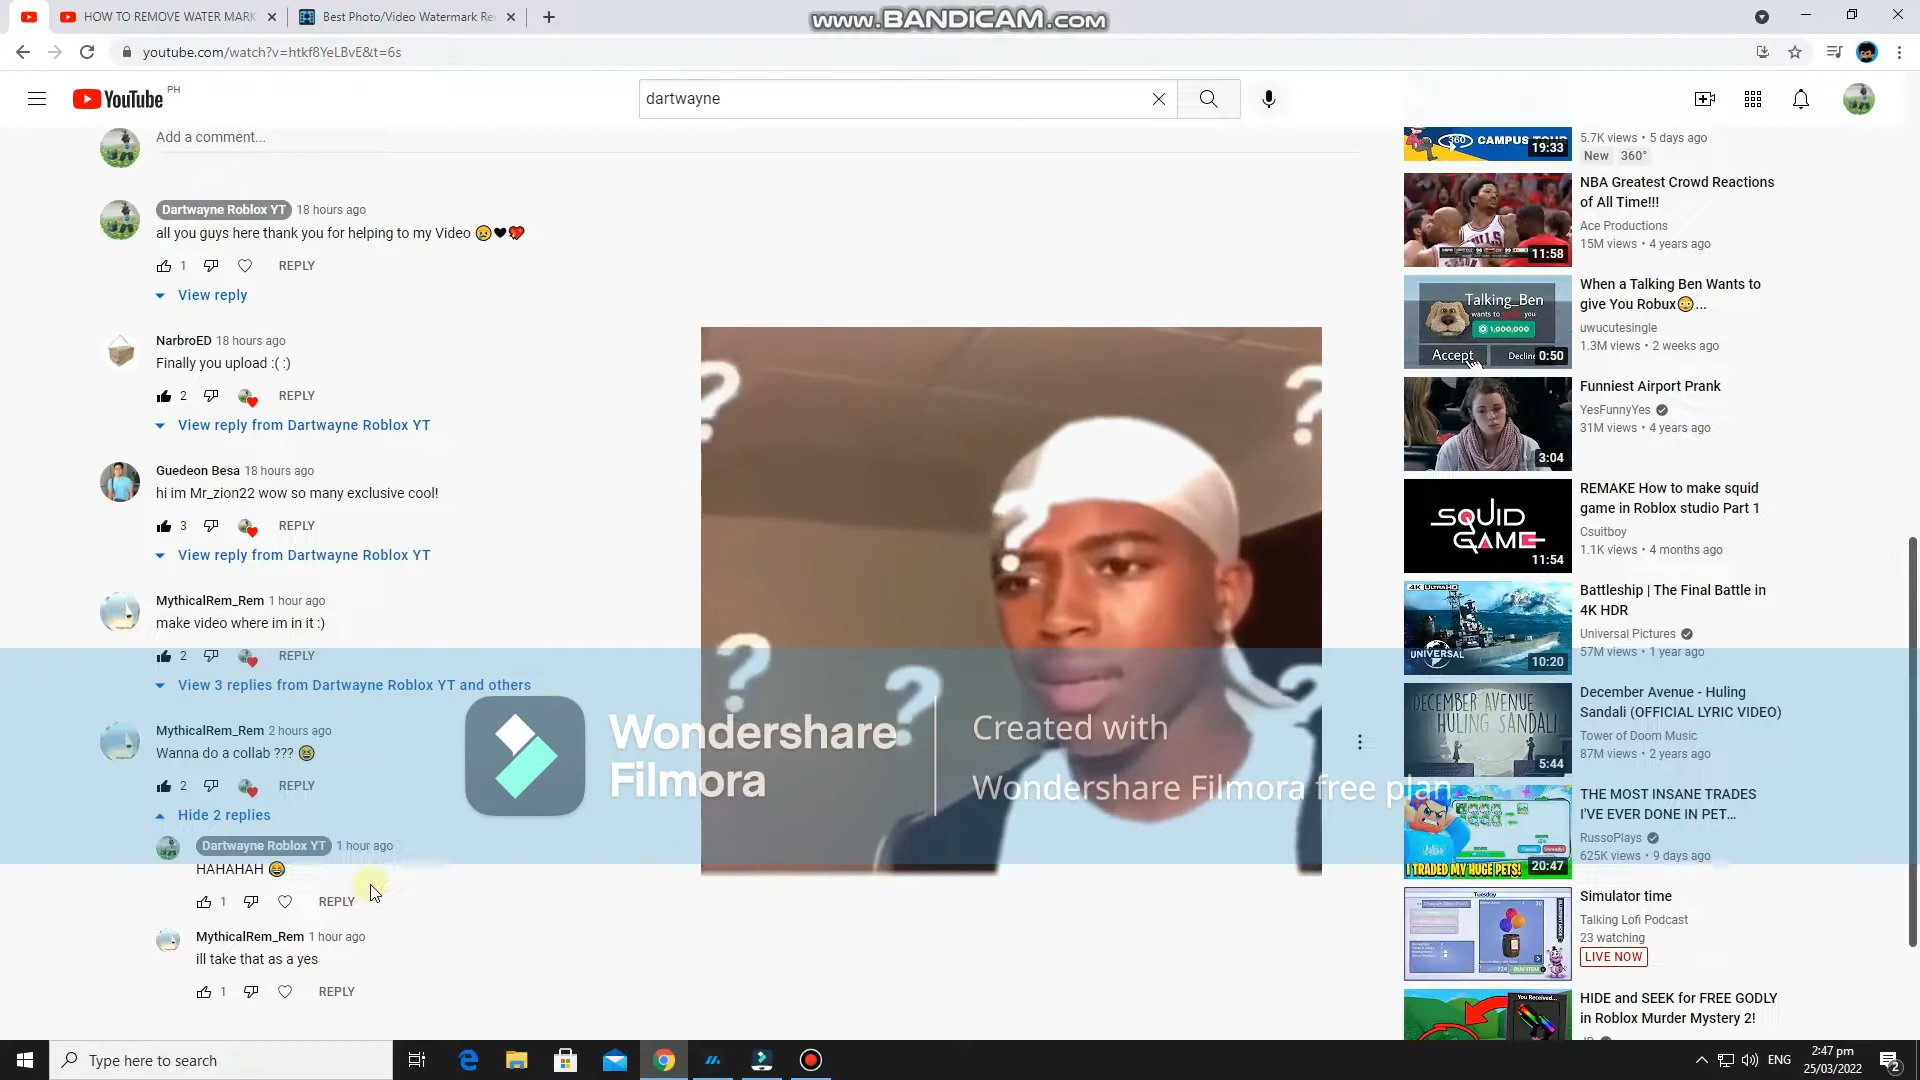 HOW TO REMOVE WATER MARK
Best Photo/Video Watermark Re
www.BANDICAM.com
youtube.com/watch?v=htkf8YeLBvE&t=6s
YouTube PH
dartwayne
Add a comment...
Dartwayne Roblox YT 18 hours ago
all you guys here thank you for helping to my Video 😥🖤💖
1 REPLY
View reply
NarbroED 18 hours ago
Finally you upload :( :)
2 REPLY
View reply from Dartwayne Roblox YT
Guedeon Besa 18 hours ago
hi im Mr_zion22 wow so many exclusive cool!
3 REPLY
View reply from Dartwayne Roblox YT
MythicalRem_Rem 1 hour ago
make video where im in it :)
2 REPLY
View 3 replies from Dartwayne Roblox YT and others
MythicalRem_Rem 2 hours ago
Wanna do a collab ??? 😆
2 REPLY
Hide 2 replies
Dartwayne Roblox YT 1 hour ago
HAHAHAH 😂
1 REPLY
MythicalRem_Rem 1 hour ago
ill take that as a yes
1 REPLY
? ? ? ? ? ?
Wondershare
Filmora
Created with
Wondershare Filmora free plan
360 CAMPUS TOUR
19:33
5.7K views • 5 days ago
New 360°
11:58
NBA Greatest Crowd Reactions
of All Time!!!
Ace Productions
15M views • 4 years ago
Talking_Ben
wants to you
1,000,000
Accept Decline
0:50
When a Talking Ben Wants to
give You Robux😳...
uwucutesingle
1.3M views • 2 weeks ago
3:04
Funniest Airport Prank
YesFunnyYes
31M views • 4 years ago
SQUID
GAME
11:54
REMAKE How to make squid
game in Roblox studio Part 1
Csuitboy
1.1K views • 4 months ago
4K ULTRAHD
UNIVERSAL
10:20
Battleship | The Final Battle in
4K HDR
Universal Pictures
57M views • 1 year ago
DECEMBER AVENUE
HULING SANDALI
5:44
December Avenue - Huling
Sandali (OFFICIAL LYRIC VIDEO)
Tower of Doom Music
87M views • 2 years ago
I TRADED MY HUGE PETS!
20:47
THE MOST INSANE TRADES
I'VE EVER DONE IN PET...
RussoPlays
625K views • 9 days ago
Tuesday
Simulator time
Talking Lofi Podcast
23 watching
LIVE NOW
You Received...
HIDE and SEEK for FREE GODLY
in Roblox Murder Mystery 2!
Type here to search
ENG
2:47 pm
25/03/2022
2